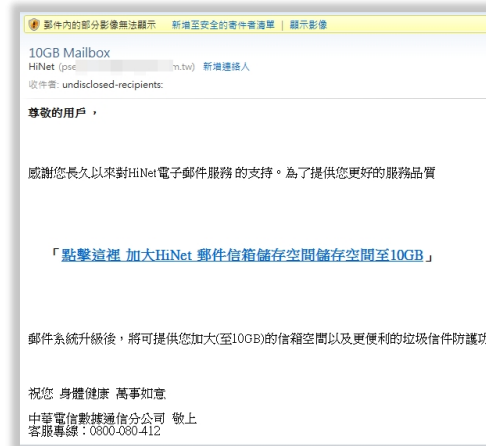 郵件內的部分影像無法顯示 新增至安全的寄件者清單 | 顯示影像
10GB Mailbox
HiNet (pse m.tw) 新增連絡人
收件者: undisclosed-recipients:
尊敬的用戶，
感謝您長久以來對HiNet電子郵件服務 的支持。為了提供您更好的服務品質
「點擊這裡 加大HiNet 郵件信箱儲存空間儲存空間至10GB」
郵件系統升級後，將可提供您加大(至10GB)的信箱空間以及更便利的垃圾信件防護
祝您 身體健康 萬事如意
中華電信數據通信分公司 敬上
客服專線：0800-080-412